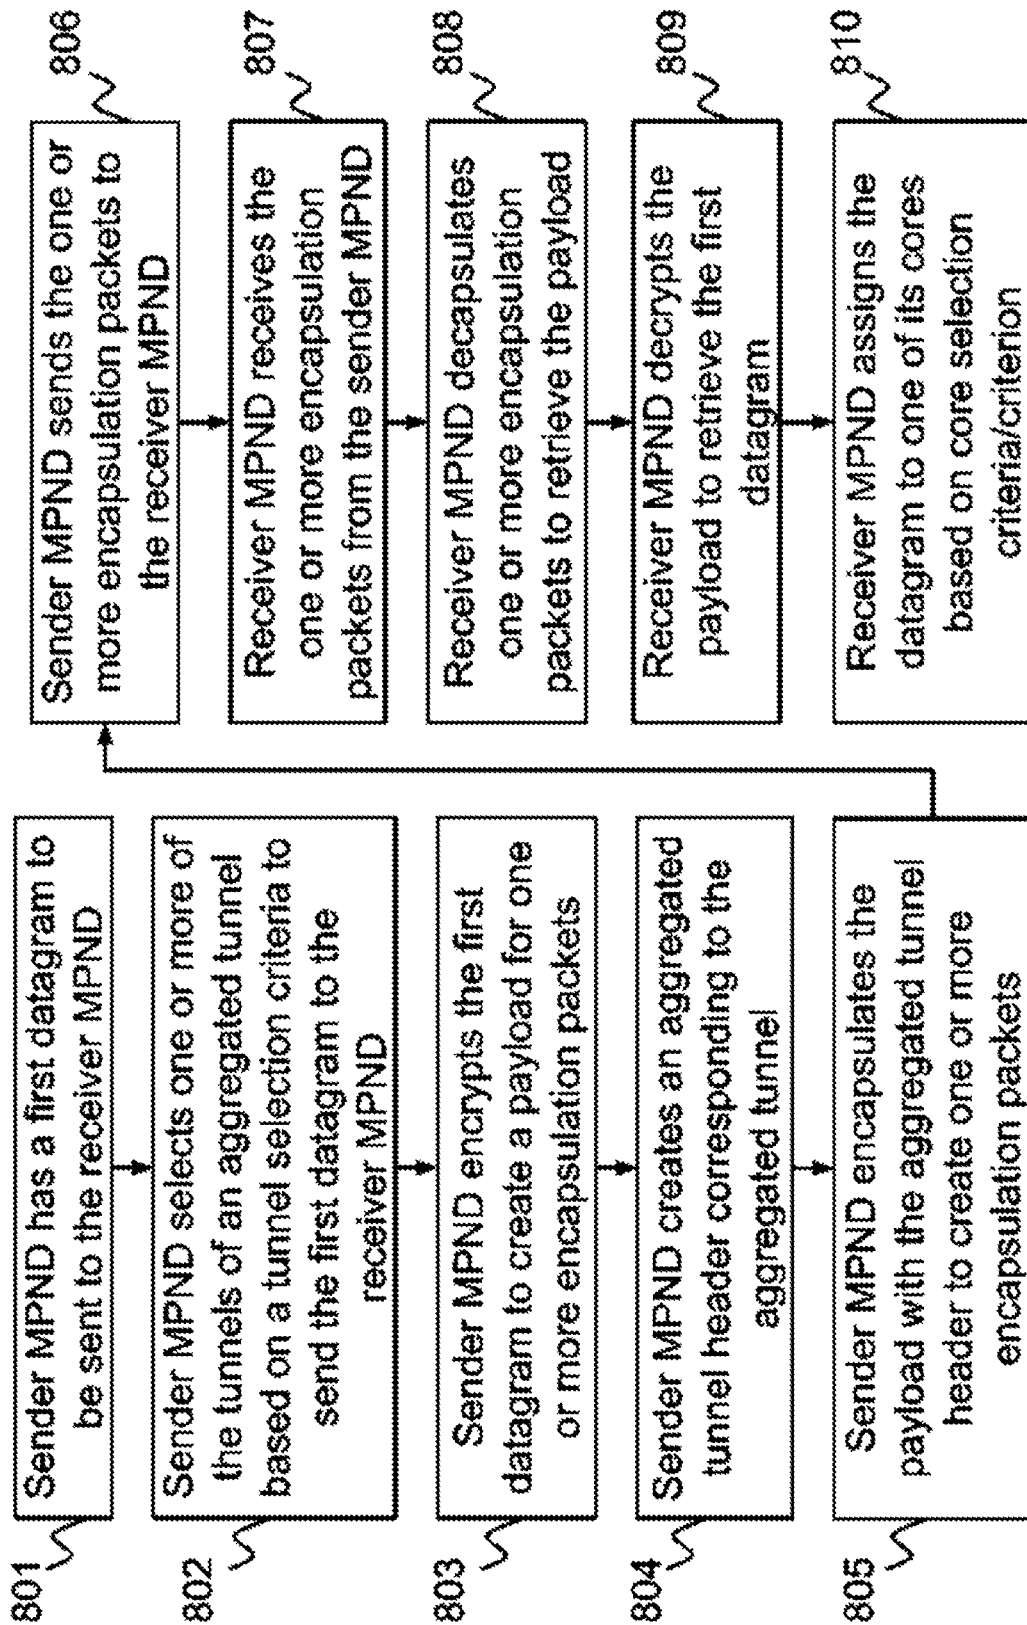 801
Sender MPND has a first datagram to
be sent to the receiver MPND
802
Sender MPND selects one or more of
the tunnels of an aggregated tunnel
based on a tunnel selection criteria to
send the first datagram to the
receiver MPND
803
Sender MPND encrypts the first
datagram to create a payload for one
or more encapsulation packets
804
Sender MPND creates an aggregated
tunnel header corresponding to the
aggregated tunnel
805
Sender MPND encapsulates the
payload with the aggregated tunnel
header to create one or more
encapsulation packets
806
Sender MPND sends the one or
more encapsulation packets to
the receiver MPND
807
Receiver MPND receives the
one or more encapsulation
packets from the sender MPND
808
Receiver MPND decapsulates
one or more encapsulation
packets to retrieve the payload
809
Receiver MPND decrypts the
payload to retrieve the first
datagram
810
Receiver MPND assigns the
datagram to one of its cores
based on core selection
criteria/criterion